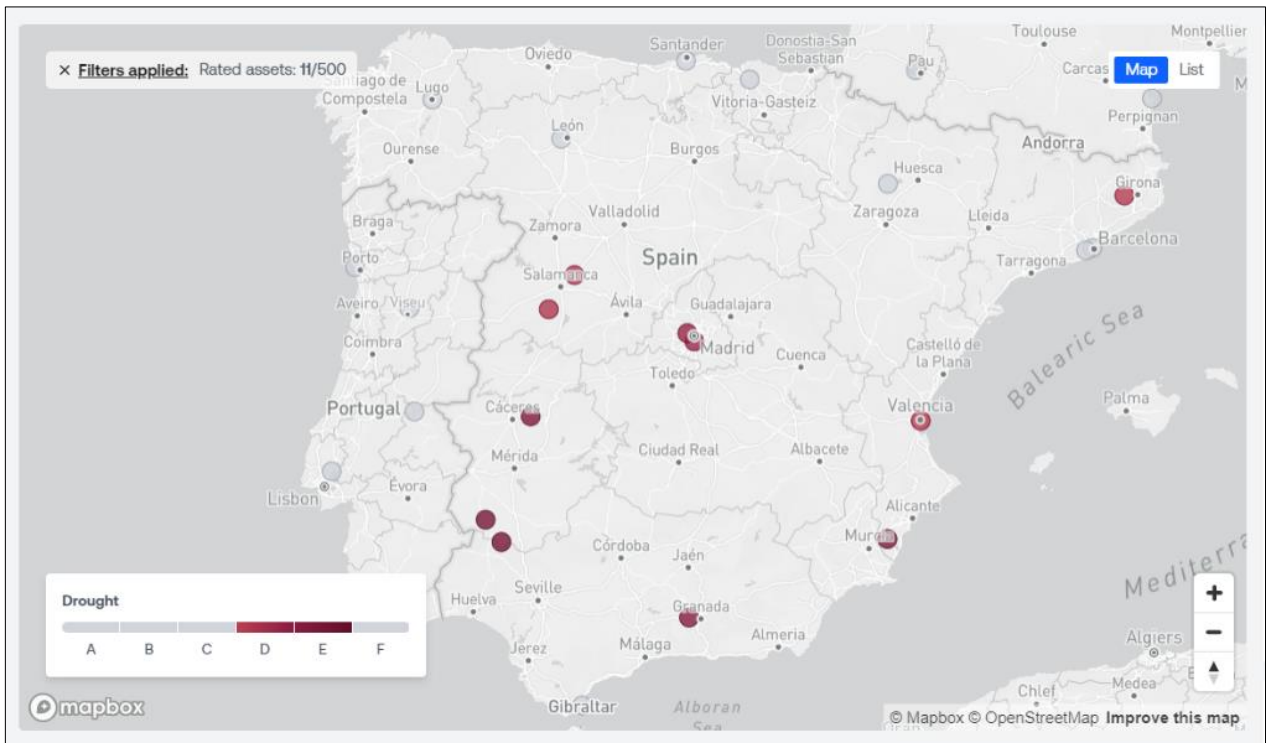 Toulouse
Montpellier
Santander
Donostia-San
Sebastian
Oviedo
× Filters applied: Rated assets: 11/500
Pau
Carcas
Map List
Santiago de
Compostela
Lugo
Vitoria-Gasteiz
Perpignan
León
Andorra
Ourense
Burgos
Huesca
Girona
Braga
Zamora
Valladolid
Zaragoza
Lleida
Barcelona
Porto
Spain
Tarragona
Salamanca
Aveiro
Viseu
Ávila
Guadalajara
Coimbra
Madrid
Cuenca
Castelló de
la Plana
Balearic Sea
Toledo
Portugal
Cáceres
Valencia
Palma
Mérida
Ciudad Real
Albacete
Lisbon
Évora
Alicante
Murcia
Córdoba
Jaén
Drought
A B C D E F
Huelva
Seville
Granada
Jerez
Málaga
Almeria
Algiers
Gibraltar
Alboran
Sea
Chlef
Medea
mapbox
© Mapbox © OpenStreetMap Improve this map